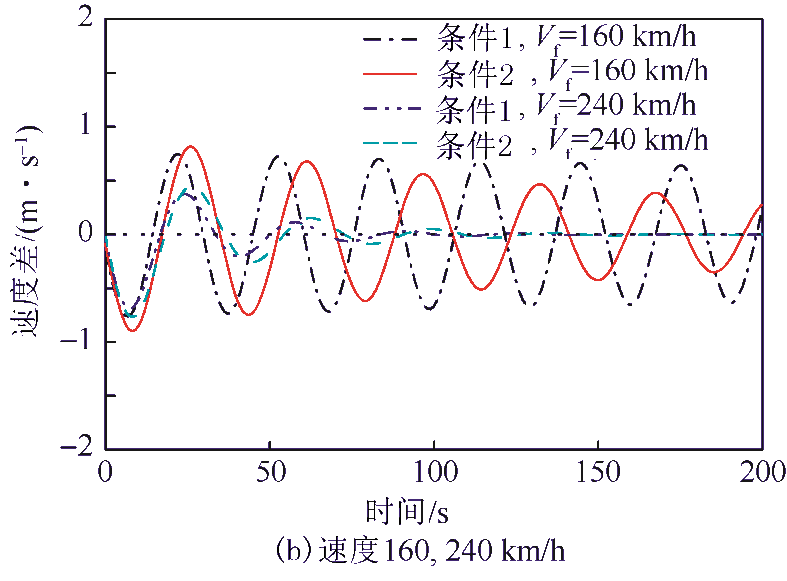 条件1, Vf=160 km/h
条件2 , Vf=160 km/h
条件1 , Vf=240 km/h
条件2 , Vf=240 km/h
速度差/(m·s⁻¹)
2
1
0
−1
−2
0 50 100 150 200
时间/s
(b) 速度160, 240 km/h